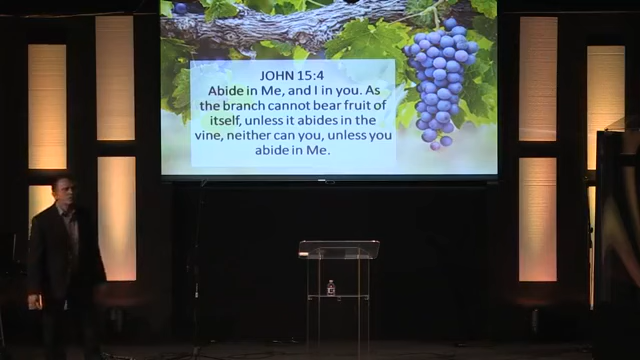 JOHN 15:4
Abide in Me, and I in you. As
the branch cannot bear fruit of
itself, unless it abides in the
vine, neither can you, unless you
abide in Me.